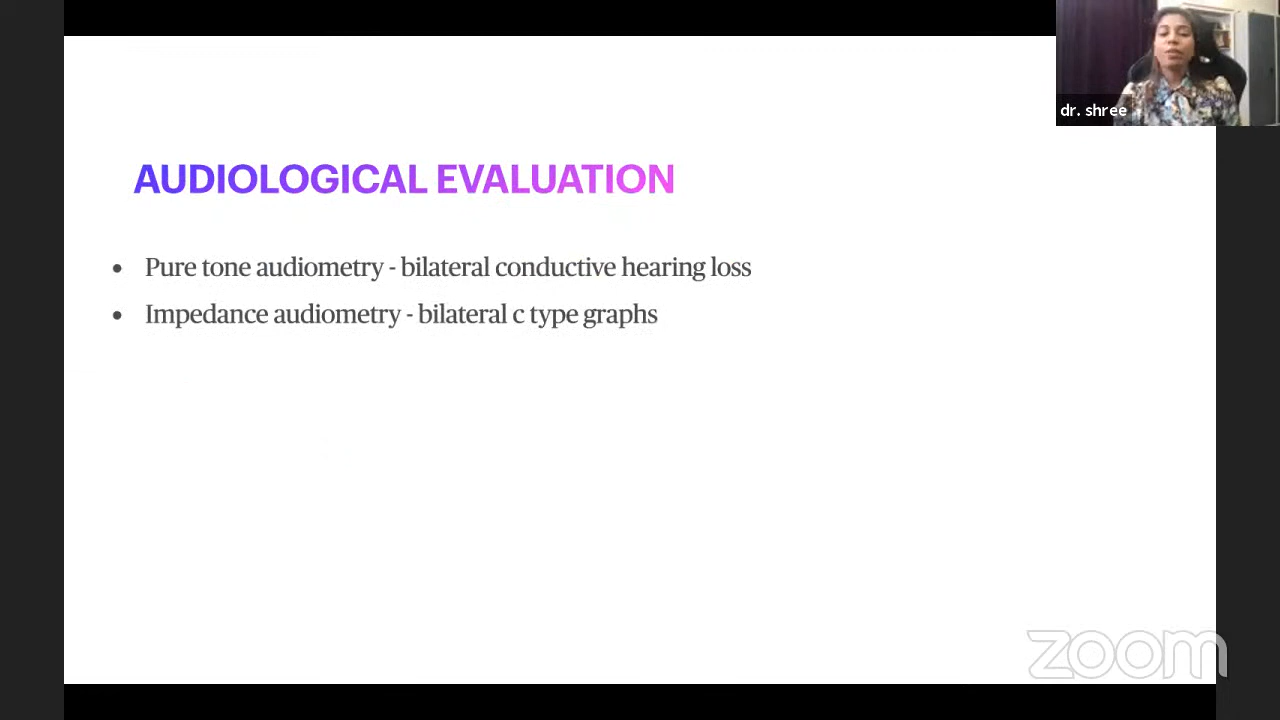 dr. shree
AUDIOLOGICAL EVALUATION
• Pure tone audiometry - bilateral conductive hearing loss
• Impedance audiometry - bilateral c type graphs
zoom